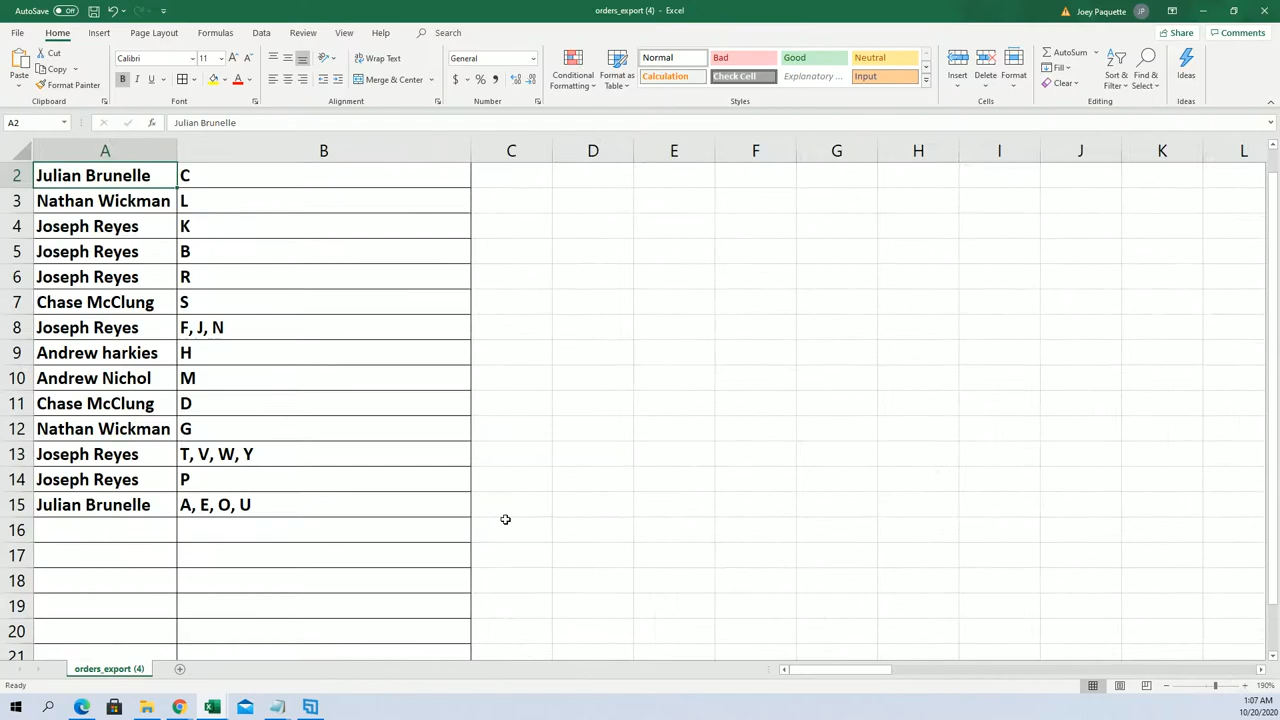 AutoSave Off
orders_export (4) - Excel
Joey Paquette JP
File Home Insert Page Layout Formulas Data Review View Help Search
Share Comments
Paste
Cut
Copy
Format Painter
Clipboard
Calibri 11
B I U
Font
Wrap Text
Merge & Center
Alignment
General
$ % ,
Number
Conditional Formatting
Format as Table
Normal Bad Good Neutral
Calculation Check Cell Explanatory ... Input
Styles
Insert Delete Format
Cells
AutoSum
Fill
Clear
Sort & Filter
Find & Select
Editing
Ideas
Ideas
A2 fx Julian Brunelle
A B C D E F G H I J K L
2 Julian Brunelle C
3 Nathan Wickman L
4 Joseph Reyes K
5 Joseph Reyes B
6 Joseph Reyes R
7 Chase McClung S
8 Joseph Reyes F, J, N
9 Andrew harkies H
10 Andrew Nichol M
11 Chase McClung D
12 Nathan Wickman G
13 Joseph Reyes T, V, W, Y
14 Joseph Reyes P
15 Julian Brunelle A, E, O, U
16
17
18
19
20
21
orders_export (4)
Ready
190%
1:07 AM
10/20/2020